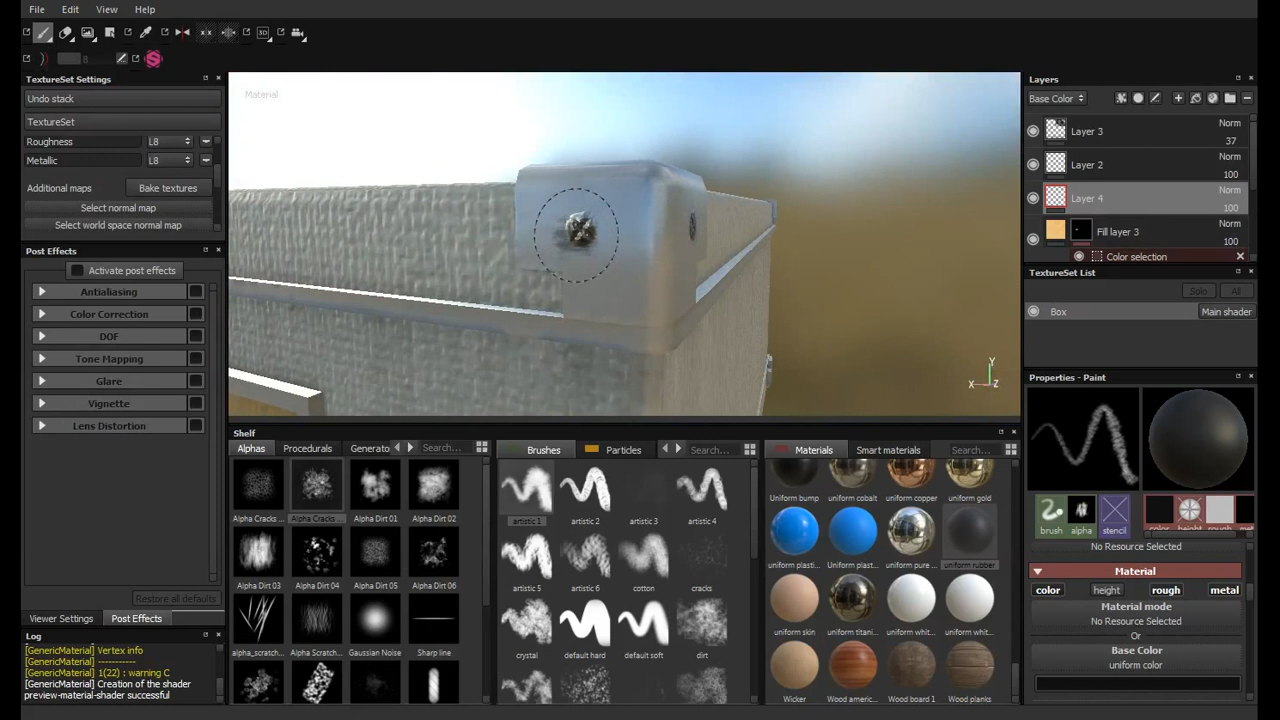 File Edit View Help
8
TextureSet Settings
Undo stack
TextureSet
Roughness L8
Metallic L8
Additional maps Bake textures
Select normal map
Select world space normal map
Post Effects
Activate post effects
Antialiasing
Color Correction
DOF
Tone Mapping
Glare
Vignette
Lens Distortion
Restore all defaults
Viewer Settings Post Effects
Log
[GenericMaterial] Vertex info
[GenericMaterial] -----------
[GenericMaterial] 1(22) : warning C
[GenericMaterial] Creation of the shader
preview-material-shader successful
Material
Y
X Z
Shelf
Alphas Procedurals Generato Search...
Alpha Cracks ... Alpha Cracks ... Alpha Dirt 01 Alpha Dirt 02
Alpha Dirt 03 Alpha Dirt 04 Alpha Dirt 05 Alpha Dirt 06
alpha_scratch... Alpha Scratch... Gaussian Noise Sharp line
Brushes Particles Search...
artistic 1 artistic 2 artistic 3 artistic 4
artistic 5 artistic 6 cotton cracks
crystal default hard default soft dirt
Materials Smart materials Search...
Uniform bump uniform cobalt uniform copper uniform gold
uniform plasti... Uniform plast... uniform pure ... uniform rubber
uniform skin uniform titani... uniform whit... uniform whit...
Wicker Wood americ... Wood board 1 Wood planks
Layers
Base Color
Layer 3 Norm
37
Layer 2 Norm
100
Layer 4 Norm
100
Fill layer 3 Norm
100
Color selection
TextureSet List
Solo All
Box Main shader
Properties - Paint
brush alpha stencil color height rough met
No Resource Selected
Material
color height rough metal
Material mode
No Resource Selected
Or
Base Color
uniform color